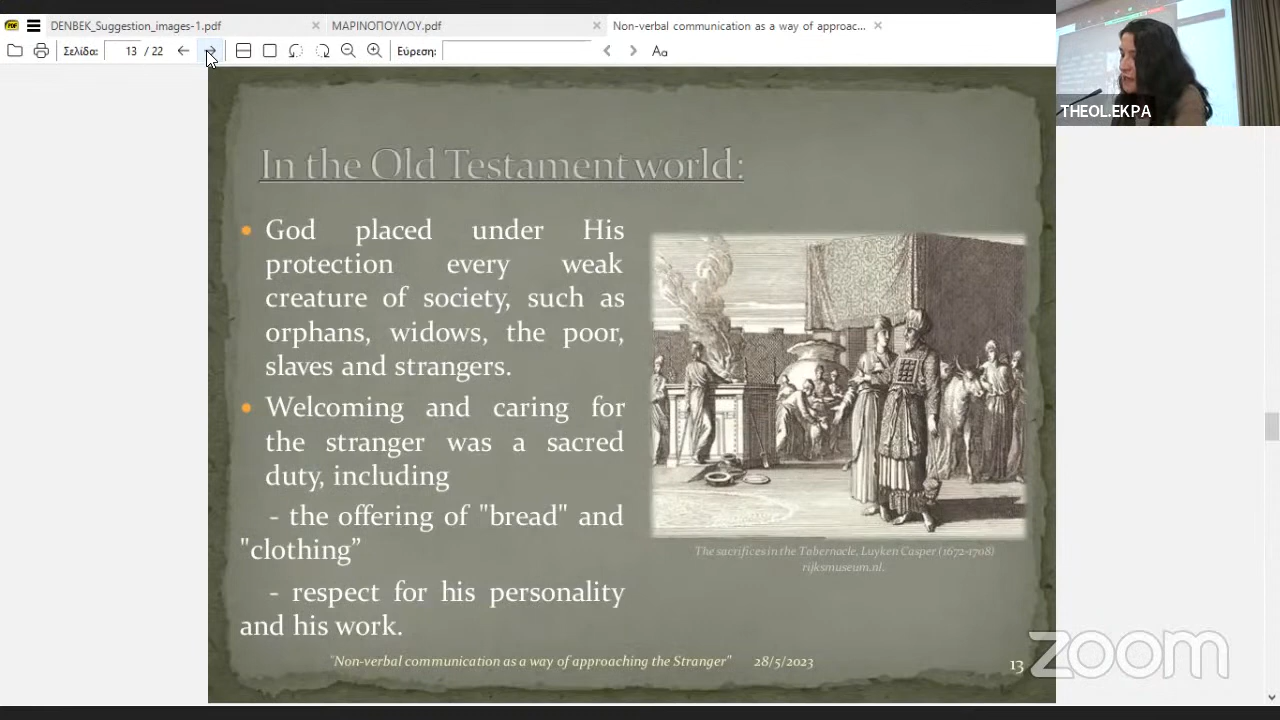 DENBEK_Suggestion_images-1.pdf
ΜΑΡΙΝΟΠΟΥΛΟΥ.pdf
Non-verbal communication as a way of approac...
Σελίδα: 13 / 22
Εύρεση:
Aα
THEOL.EKPA
In the Old Testament world:
God placed under His
protection every weak
creature of society, such as
orphans, widows, the poor,
slaves and strangers.
Welcoming and caring for
the stranger was a sacred
duty, including
- the offering of "bread" and
"clothing”
- respect for his personality
and his work.
The sacrifices in the Tabernacle, Luyken Casper (1672-1708)
rijksmuseum.nl.
"Non-verbal communication as a way of approaching the Stranger" 28/5/2023
13
zoom